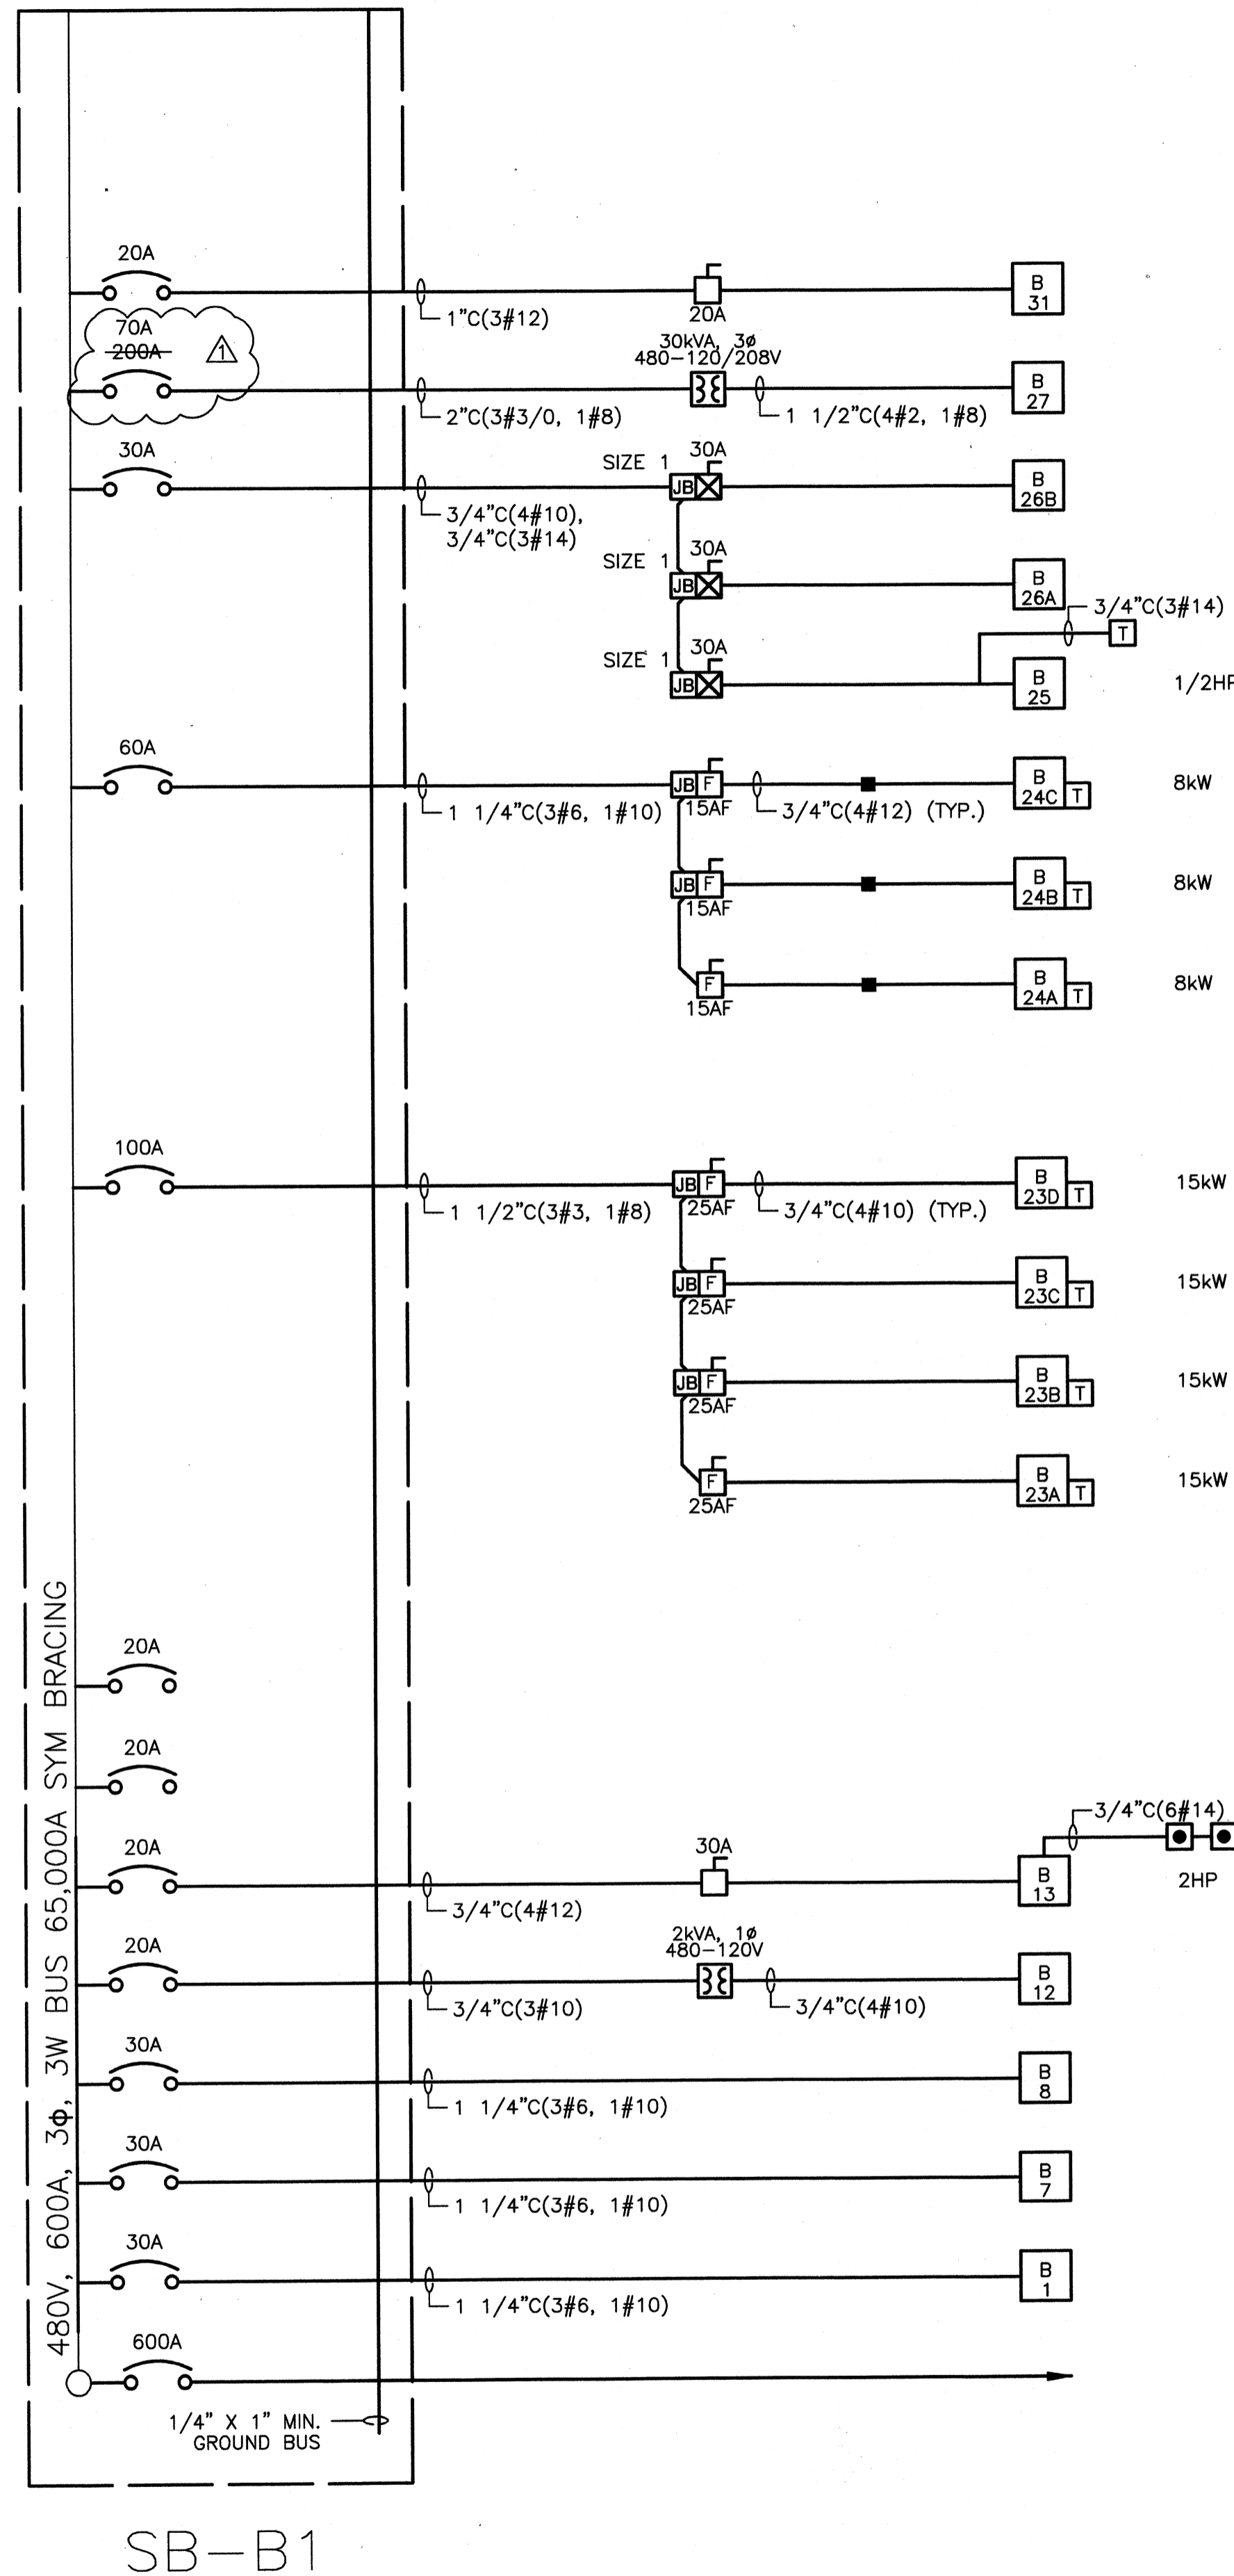 20A
1"C(3#12)
20A
B
31
70A
200A
1
30kVA, 3ø
480-120/208V
2"C(3#3/0, 1#8)
1 1/2"C(4#2, 1#8)
B
27
30A
3/4"C(4#10),
3/4"C(3#14)
SIZE 1
30A
JB
B
26B
SIZE 1
30A
JB
B
26A
3/4"C(3#14)
T
SIZE 1
30A
JB
B
25
1/2HP
60A
1 1/4"C(3#6, 1#10)
JB F
15AF
3/4"C(4#12) (TYP.)
B
24C T
8kW
JB F
15AF
B
24B T
8kW
F
15AF
B
24A T
8kW
100A
1 1/2"C(3#3, 1#8)
JB F
25AF
3/4"C(4#10) (TYP.)
B
23D T
15kW
JB F
25AF
B
23C T
15kW
JB F
25AF
B
23B T
15kW
F
25AF
B
23A T
15kW
480V, 600A, 3ϕ, 3W BUS 65,000A SYM BRACING
20A
20A
20A
3/4"C(4#12)
30A
3/4"C(6#14)
B
13
2HP
20A
3/4"C(3#10)
2kVA, 1ø
480-120V
3/4"C(4#10)
B
12
30A
1 1/4"C(3#6, 1#10)
B
8
30A
1 1/4"C(3#6, 1#10)
B
7
30A
1 1/4"C(3#6, 1#10)
B
1
600A
1/4" X 1" MIN.
GROUND BUS
SB-B1